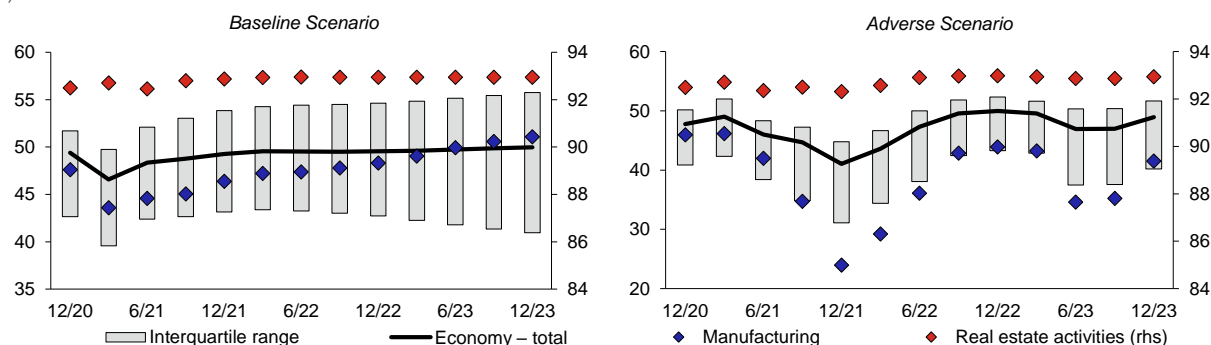 Baseline Scenario
Adverse Scenario
60 94 60 94
55 92 50 92
50 90 40 90
45 88
40 86 30 88
86
35 84 20 84
12/20 6/21 12/21 6/22 12/22 6/23 12/23 12/20 6/21 12/21 6/22 12/22 6/23 12/23
Interquartile range Economy – total Manufacturing Real estate activities (rhs)